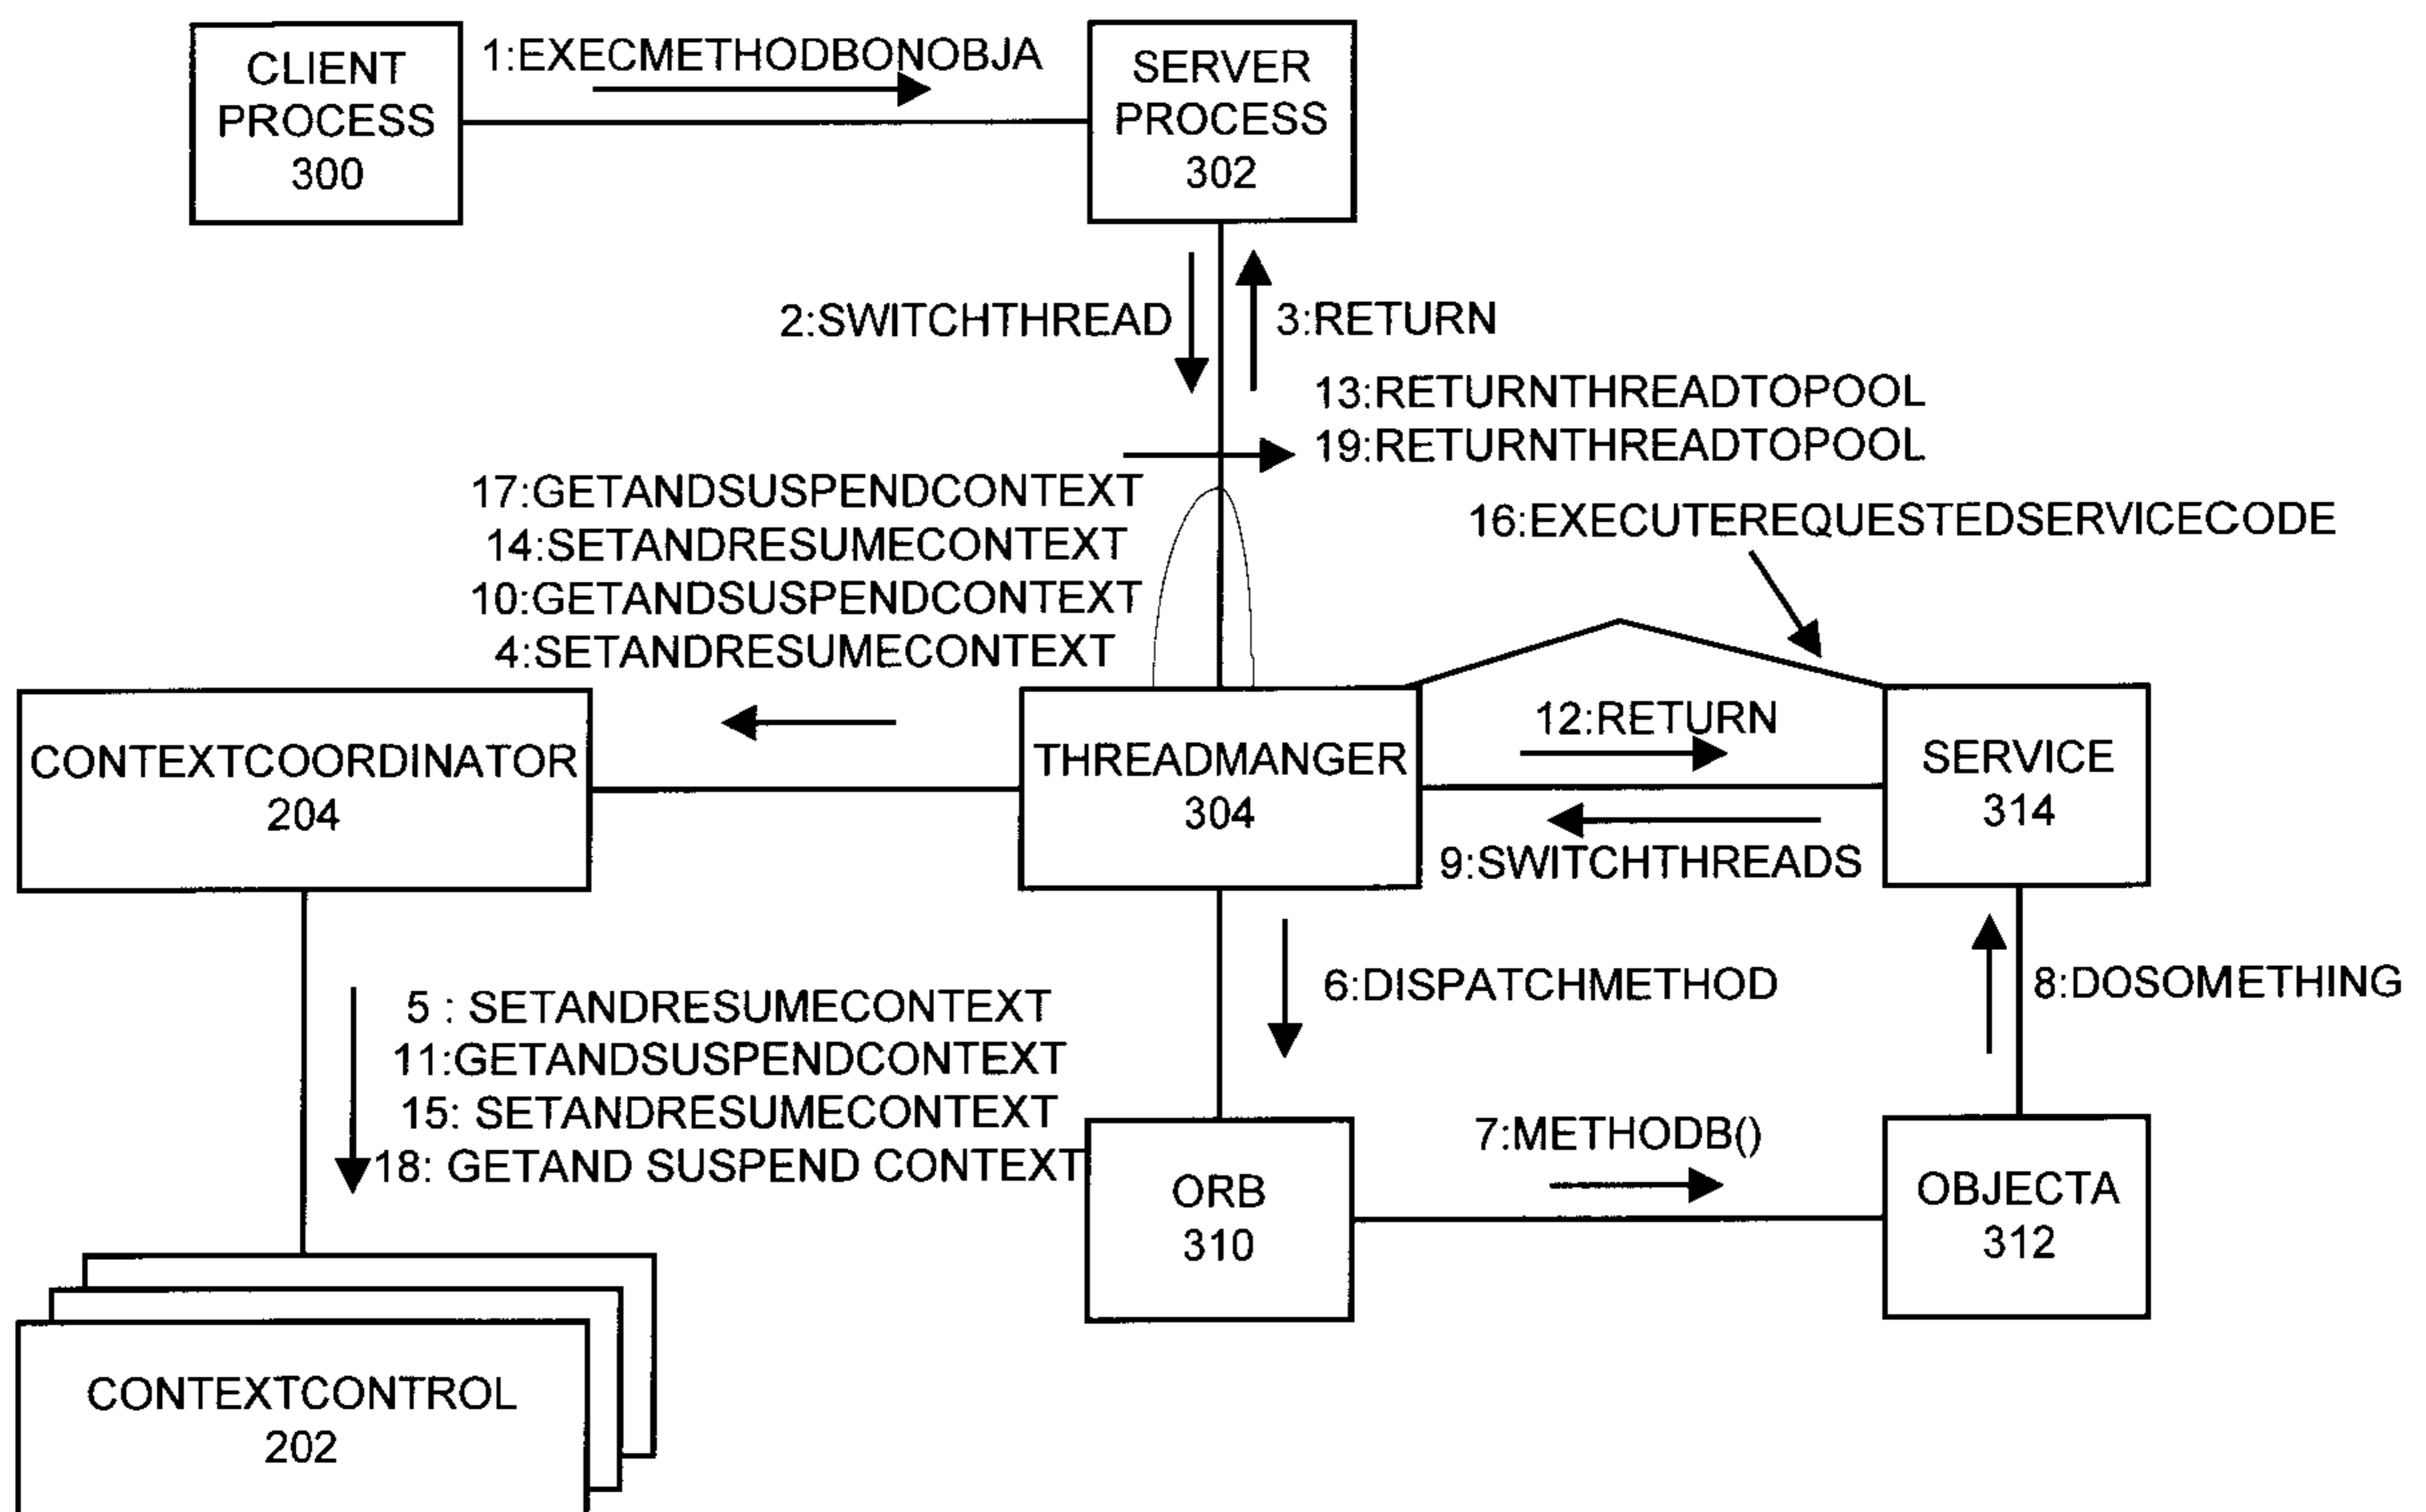 CLIENT
PROCESS
300
1:EXECMETHODBONOBJA
SERVER
PROCESS
302
2:SWITCHTHREAD
3:RETURN
13:RETURNTHREADTOPOOL
19:RETURNTHREADTOPOOL
17:GETANDSUSPENDCONTEXT
14:SETANDRESUMECONTEXT
10:GETANDSUSPENDCONTEXT
4:SETANDRESUMECONTEXT
16:EXECUTEREQUESTEDSERVICECODE
CONTEXTCOORDINATOR
204
THREADMANGER
304
12:RETURN
9:SWITCHTHREADS
SERVICE
314
5 : SETANDRESUMECONTEXT
11:GETANDSUSPENDCONTEXT
15: SETANDRESUMECONTEXT
18: GETAND SUSPEND CONTEXT
6:DISPATCHMETHOD
8:DOSOMETHING
ORB
310
7:METHODB()
OBJECTA
312
CONTEXTCONTROL
202